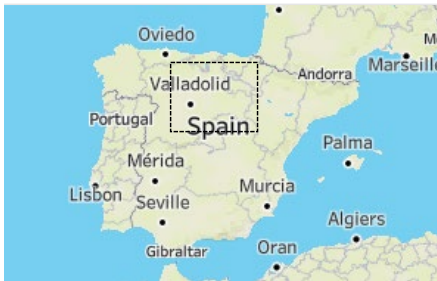 Oviedo
Marseille
Andorra
Valladolid
Portugal
Spain
Palma
Mérida
Lisbon
Murcia
Seville
Algiers
Gibraltar
Oran